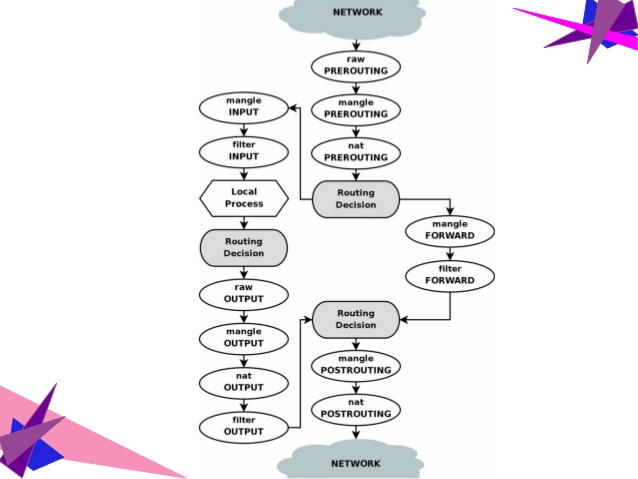 NETWORK
raw
PREROUTING
mangle
PREROUTING
nat
PREROUTING
Routing
Decision
mangle
INPUT
filter
INPUT
Local
Process
Routing
Decision
raw
OUTPUT
mangle
OUTPUT
nat
OUTPUT
filter
OUTPUT
mangle
FORWARD
filter
FORWARD
Routing
Decision
mangle
POSTROUTING
nat
POSTROUTING
NETWORK